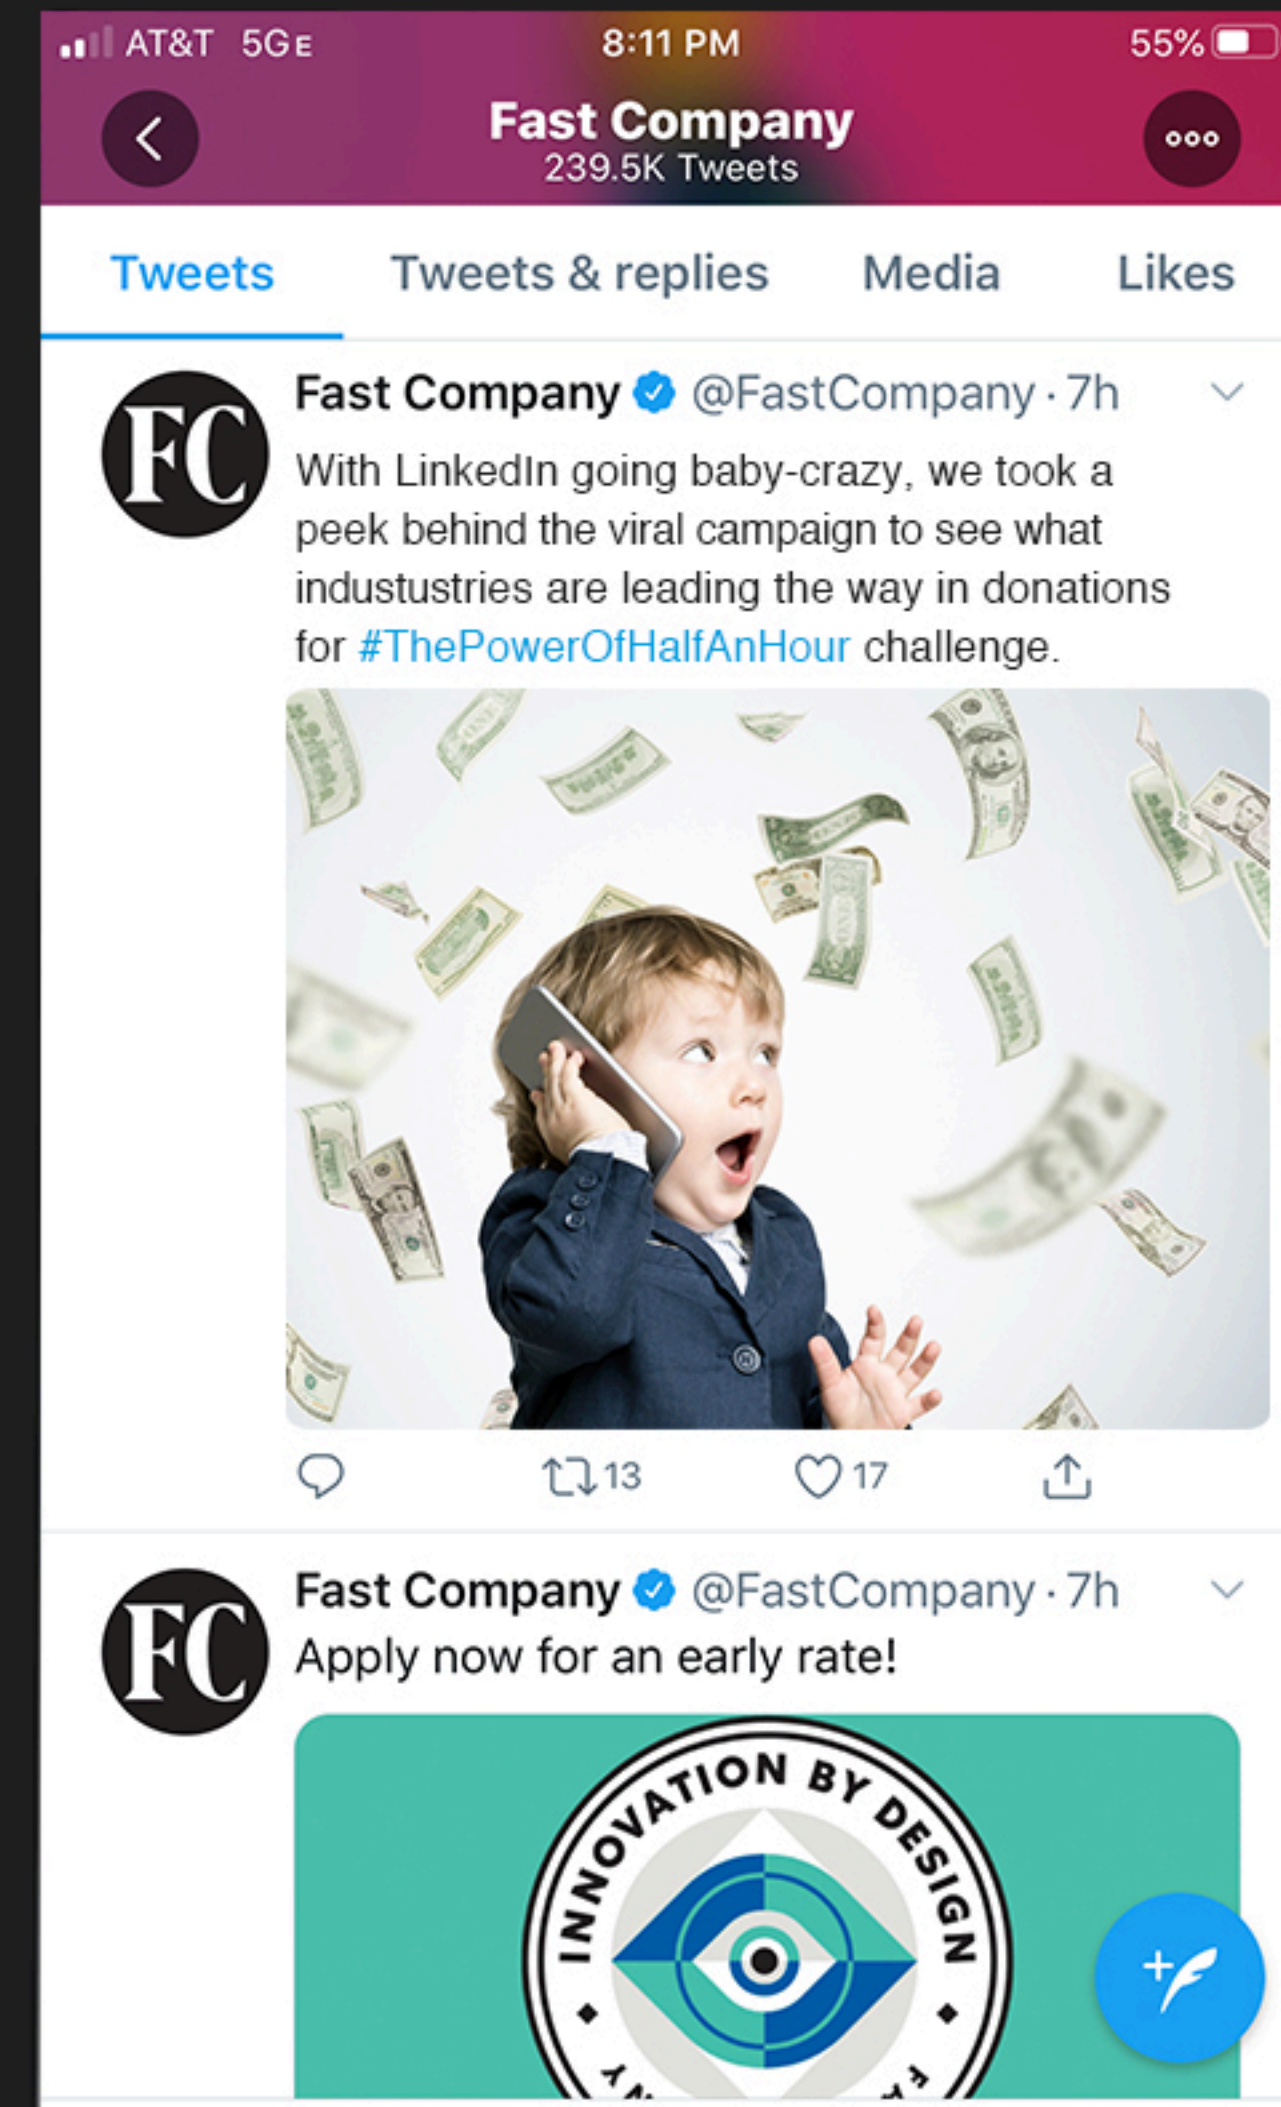 AT&T 5GE 8:11 PM 55%
Fast Company
239.5K Tweets
Tweets Tweets & replies Media Likes
FC
Fast Company @FastCompany · 7h
With LinkedIn going baby-crazy, we took a
peek behind the viral campaign to see what
industustries are leading the way in donations
for #ThePowerOfHalfAnHour challenge.
13 17
FC
Fast Company @FastCompany · 7h
Apply now for an early rate!
INNOVATION BY DESIGN